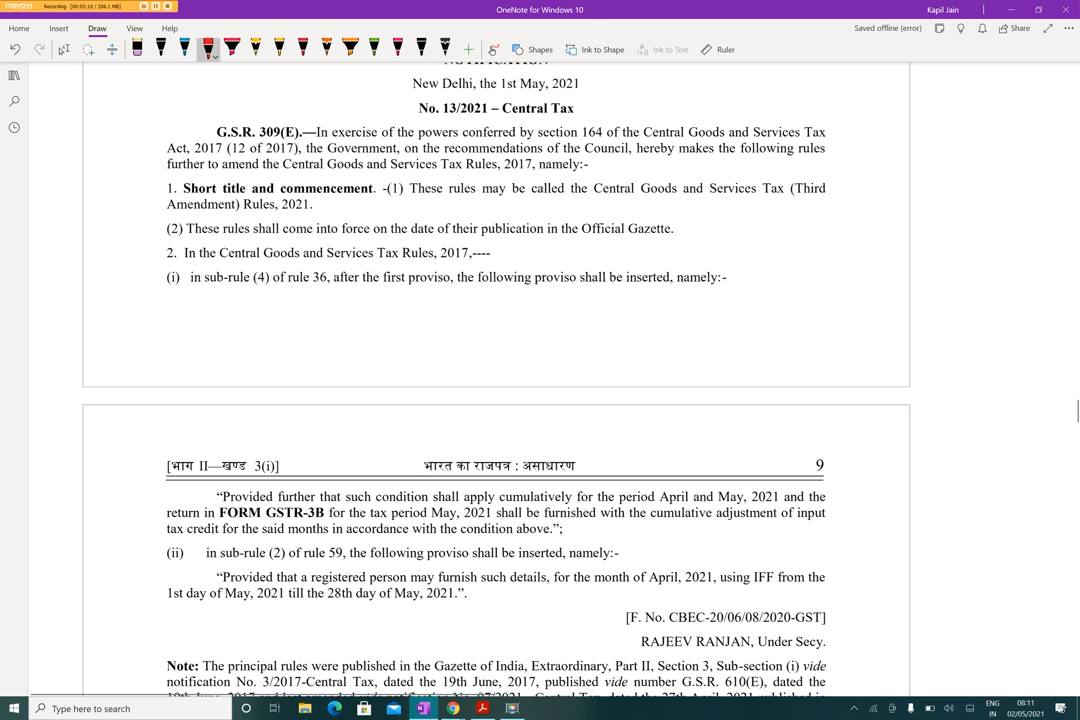 movavi Recording [00:05:10 / 206.1 MB]
OneNote for Windows 10
Kapil Jain
Home Insert Draw View Help
Saved offline (error)
Share
Shapes Ink to Shape Ink to Text Ruler
NOTIFICATION
New Delhi, the 1st May, 2021
No. 13/2021 – Central Tax
G.S.R. 309(E).—In exercise of the powers conferred by section 164 of the Central Goods and Services Tax
Act, 2017 (12 of 2017), the Government, on the recommendations of the Council, hereby makes the following rules
further to amend the Central Goods and Services Tax Rules, 2017, namely:-
1. Short title and commencement. -(1) These rules may be called the Central Goods and Services Tax (Third
Amendment) Rules, 2021.
(2) These rules shall come into force on the date of their publication in the Official Gazette.
2. In the Central Goods and Services Tax Rules, 2017,----
(i) in sub-rule (4) of rule 36, after the first proviso, the following proviso shall be inserted, namely:-
[भाग II—खण्ड 3(i)] भारत का राजपत्र : असाधारण 9
“Provided further that such condition shall apply cumulatively for the period April and May, 2021 and the
return in FORM GSTR-3B for the tax period May, 2021 shall be furnished with the cumulative adjustment of input
tax credit for the said months in accordance with the condition above.”;
(ii) in sub-rule (2) of rule 59, the following proviso shall be inserted, namely:-
“Provided that a registered person may furnish such details, for the month of April, 2021, using IFF from the
1st day of May, 2021 till the 28th day of May, 2021.”.
[F. No. CBEC-20/06/08/2020-GST]
RAJEEV RANJAN, Under Secy.
Note: The principal rules were published in the Gazette of India, Extraordinary, Part II, Section 3, Sub-section (i) vide
notification No. 3/2017-Central Tax, dated the 19th June, 2017, published vide number G.S.R. 610(E), dated the
Type here to search
ENG
IN
08:11
02/05/2021